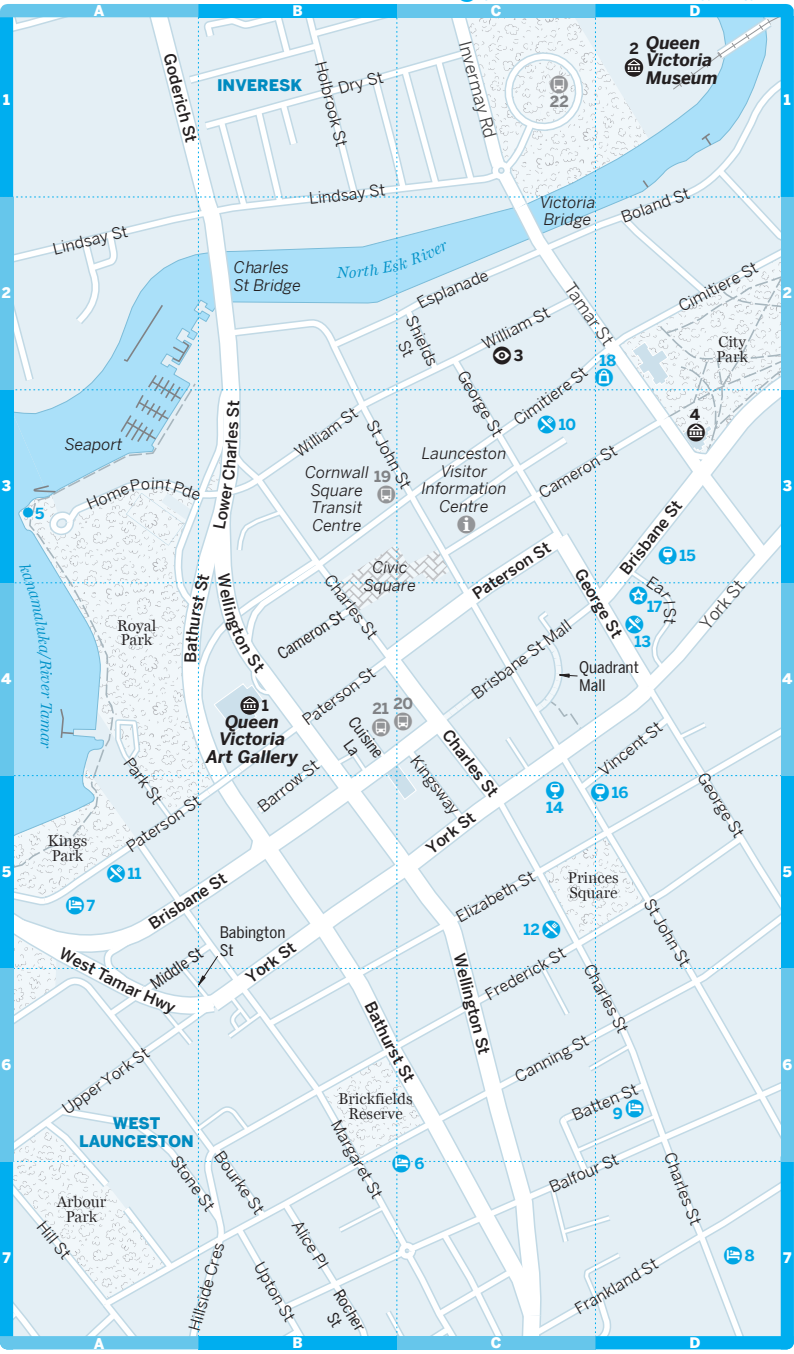 A B C D
1
Goderich St
INVERESK
Holbrook St
Dry St
Invermay Rd
22
2 Queen
Victoria
Museum
1
Lindsay St
Lindsay St
Victoria
Bridge
Boland St
2
Charles
St Bridge
North Esk River
Esplanade
Shields
St
William St
3
Tamar St
Cimitiere St
City
Park
2
18
4
George St
Cimitiere St
10
Seaport
Lower Charles St
William St
St John St
Cornwall
Square
Transit
Centre
19
Launceston
Visitor
Information
Centre
i
Cameron St
3
Home Point Pde
5
3
Brisbane St
15
Civic
Square
Paterson St
kanamaluka/River Tamar
Royal
Park
Bathurst St
Wellington St
Charles St
Cameron St
George St
Earl St
17
13
York St
4
Brisbane St Mall
Quadrant
Mall
4
1
Queen
Victoria
Art Gallery
Paterson St
21 20
Cuisine
La
Charles St
Kingsway
Vincent St
Park St
Barrow St
14
16
George St
Paterson St
Kings
Park
York St
5
11
7
Brisbane St
Elizabeth St
Princes
Square
5
12
St John St
Babington
St
West Tamar Hwy
Middle St
York St
Wellington St
Frederick St
Charles St
Bathurst St
6
Upper York St
Canning St
6
Brickfields
Reserve
Batten St
9
WEST
LAUNCESTON
Margaret St
6
Stone St
Bourke St
Balfour St
Charles St
Arbour
Park
Hill St
7
Alice Pl
8
7
Hillside Cres
Upton St
Rocher
St
Frankland St
A B C D